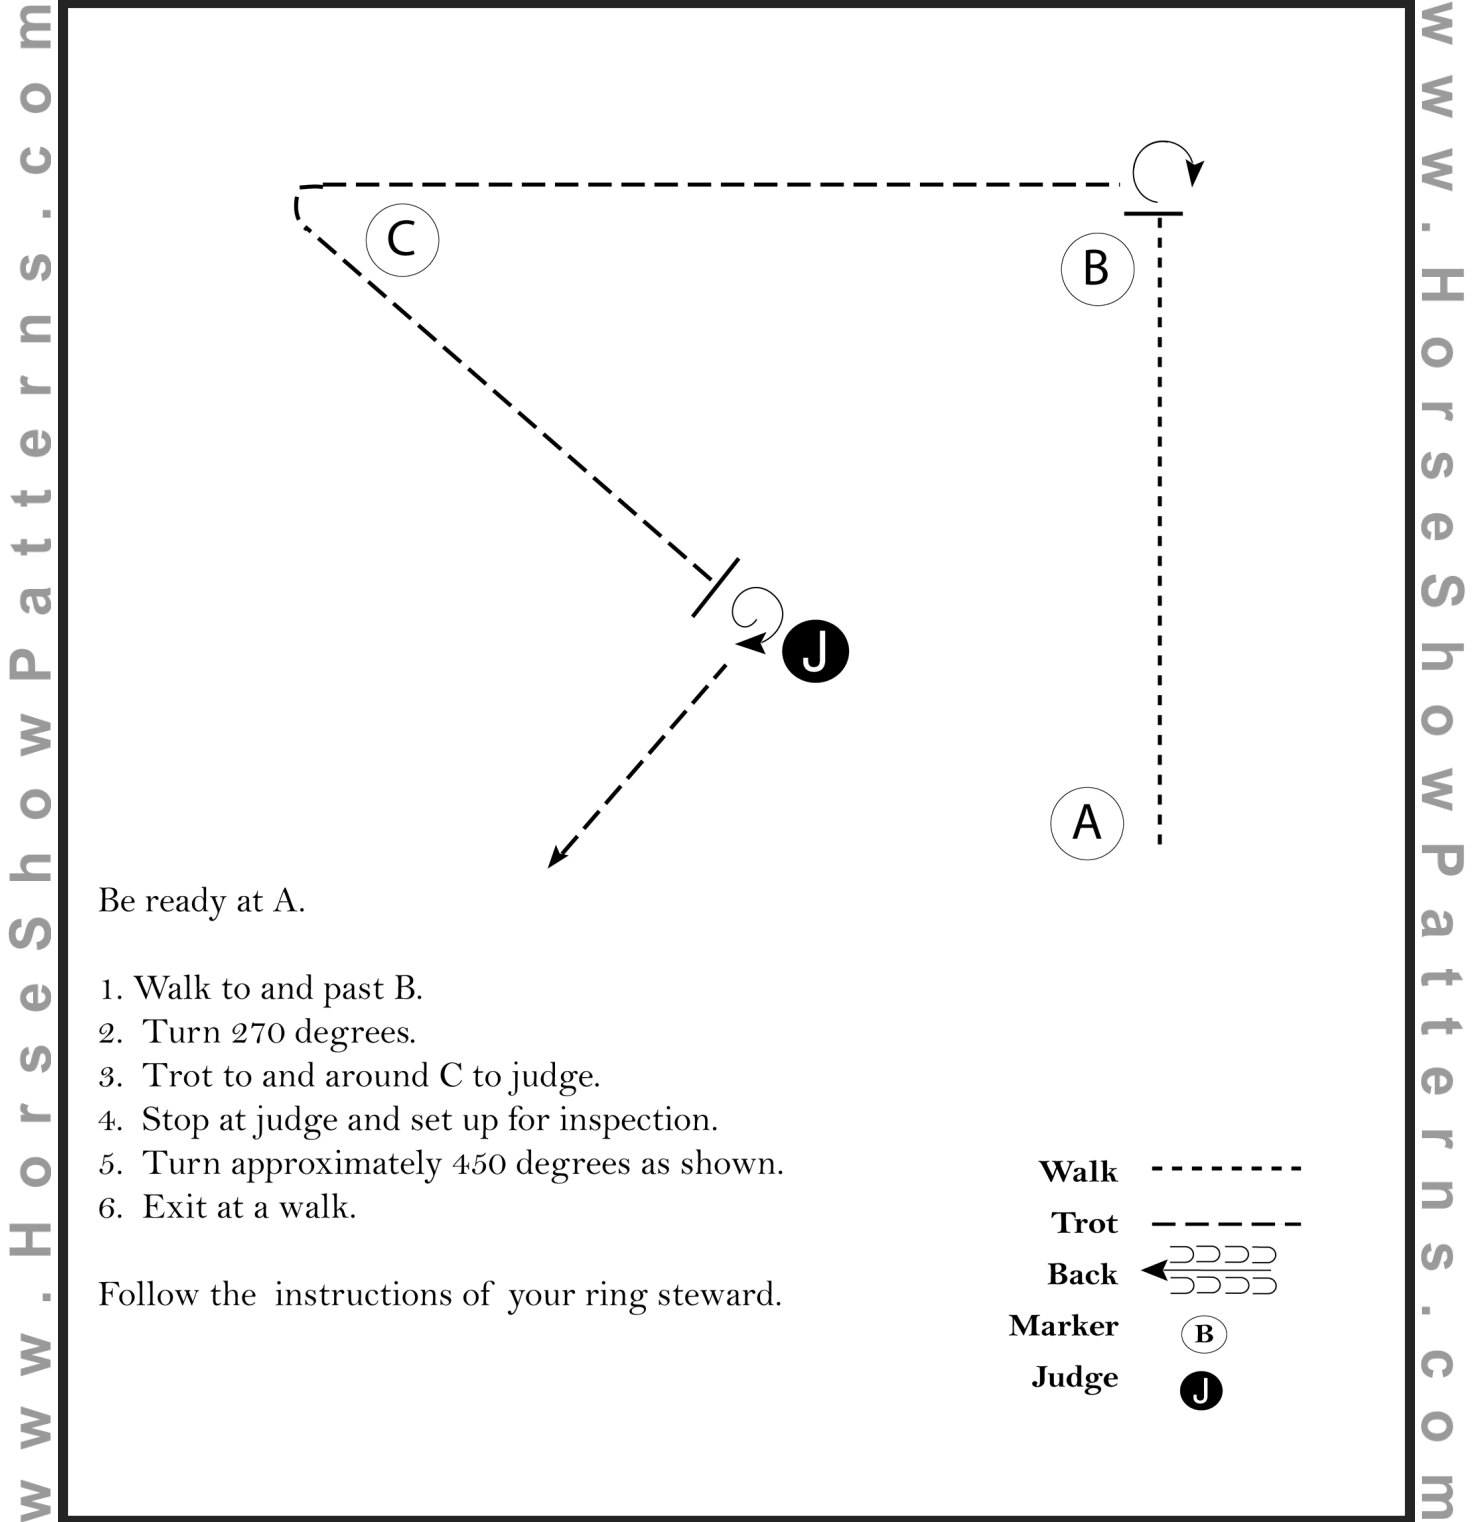 www.HorseShowPatterns.com
C
B
J
A
Be ready at A.
1. Walk to and past B.
2. Turn 270 degrees.
3. Trot to and around C to judge.
4. Stop at judge and set up for inspection.
5. Turn approximately 450 degrees as shown.
6. Exit at a walk.
Follow the instructions of your ring steward.
Walk
Trot
Back
Marker B
Judge J
www.HorseShowPatterns.com